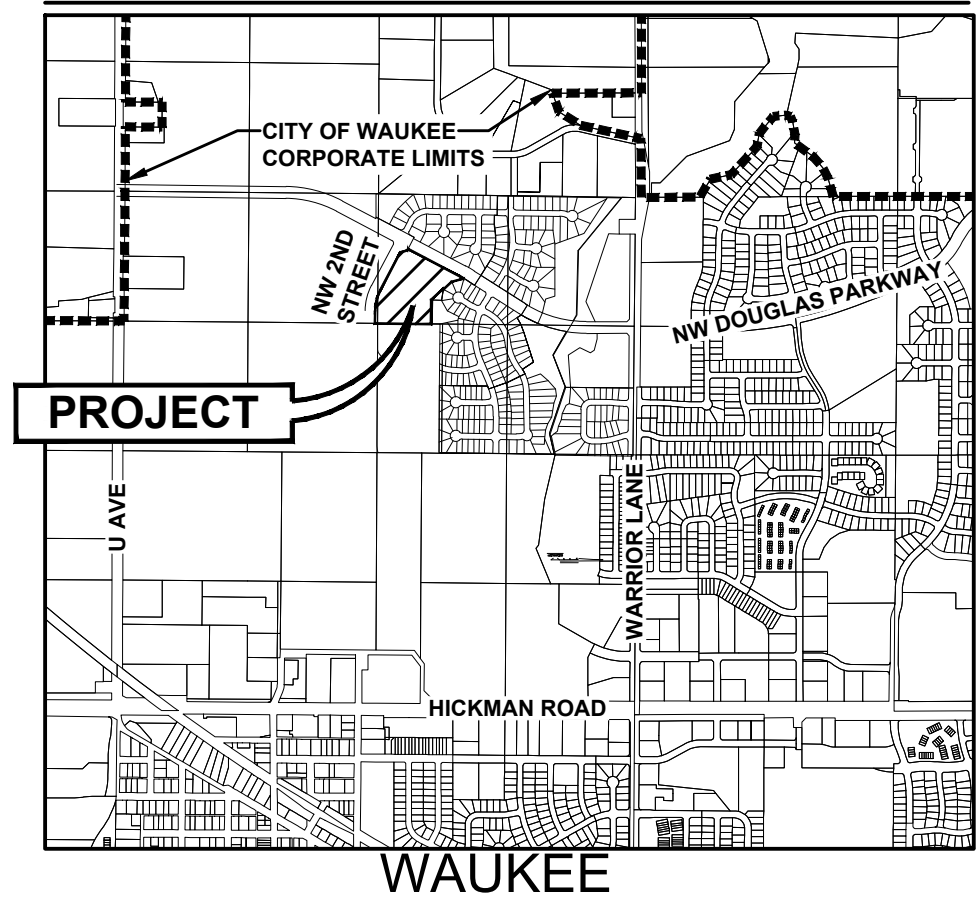 CITY OF WAUKEE
CORPORATE LIMITS
NW 2ND
STREET
NW DOUGLAS PARKWAY
PROJECT
U AVE
WARRIOR LANE
HICKMAN ROAD
WAUKEE